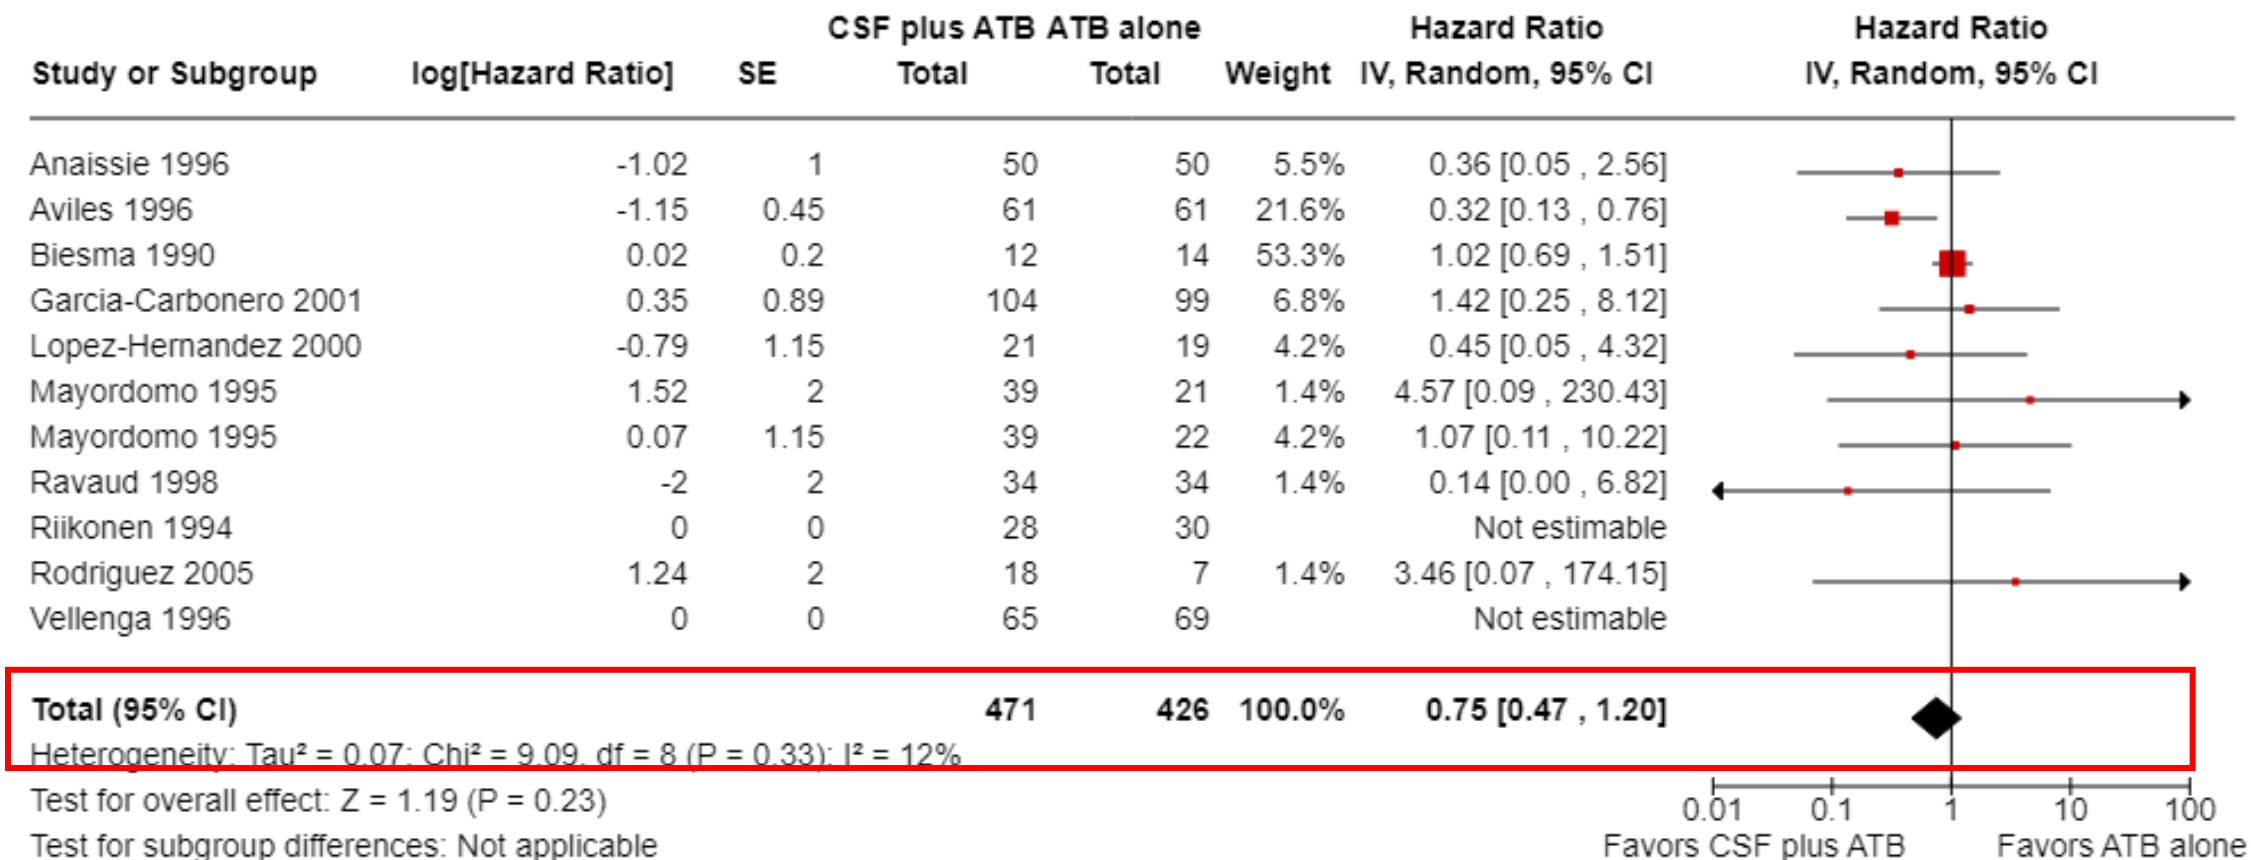 CSF plus ATB ATB alone Hazard Ratio Hazard Ratio
Study or Subgroup log[Hazard Ratio] SE Total Total Weight IV, Random, 95% CI IV, Random, 95% CI
Anaissie 1996 -1.02 1 50 50 5.5% 0.36 [0.05 , 2.56]
Aviles 1996 -1.15 0.45 61 61 21.6% 0.32 [0.13 , 0.76]
Biesma 1990 0.02 0.2 12 14 53.3% 1.02 [0.69 , 1.51]
Garcia-Carbonero 2001 0.35 0.89 104 99 6.8% 1.42 [0.25 , 8.12]
Lopez-Hernandez 2000 -0.79 1.15 21 19 4.2% 0.45 [0.05 , 4.32]
Mayordomo 1995 1.52 2 39 21 1.4% 4.57 [0.09 , 230.43]
Mayordomo 1995 0.07 1.15 39 22 4.2% 1.07 [0.11 , 10.22]
Ravaud 1998 -2 2 34 34 1.4% 0.14 [0.00 , 6.82]
Riikonen 1994 0 0 28 30 Not estimable
Rodriguez 2005 1.24 2 18 7 1.4% 3.46 [0.07 , 174.15]
Vellenga 1996 0 0 65 69 Not estimable
Total (95% CI) 471 426 100.0% 0.75 [0.47 , 1.20]
Heterogeneity: Tau² = 0.07; Chi² = 9.09, df = 8 (P = 0.33); I² = 12%
Test for overall effect: Z = 1.19 (P = 0.23) 0.01 0.1 1 10 100
Test for subgroup differences: Not applicable Favors CSF plus ATB Favors ATB alone